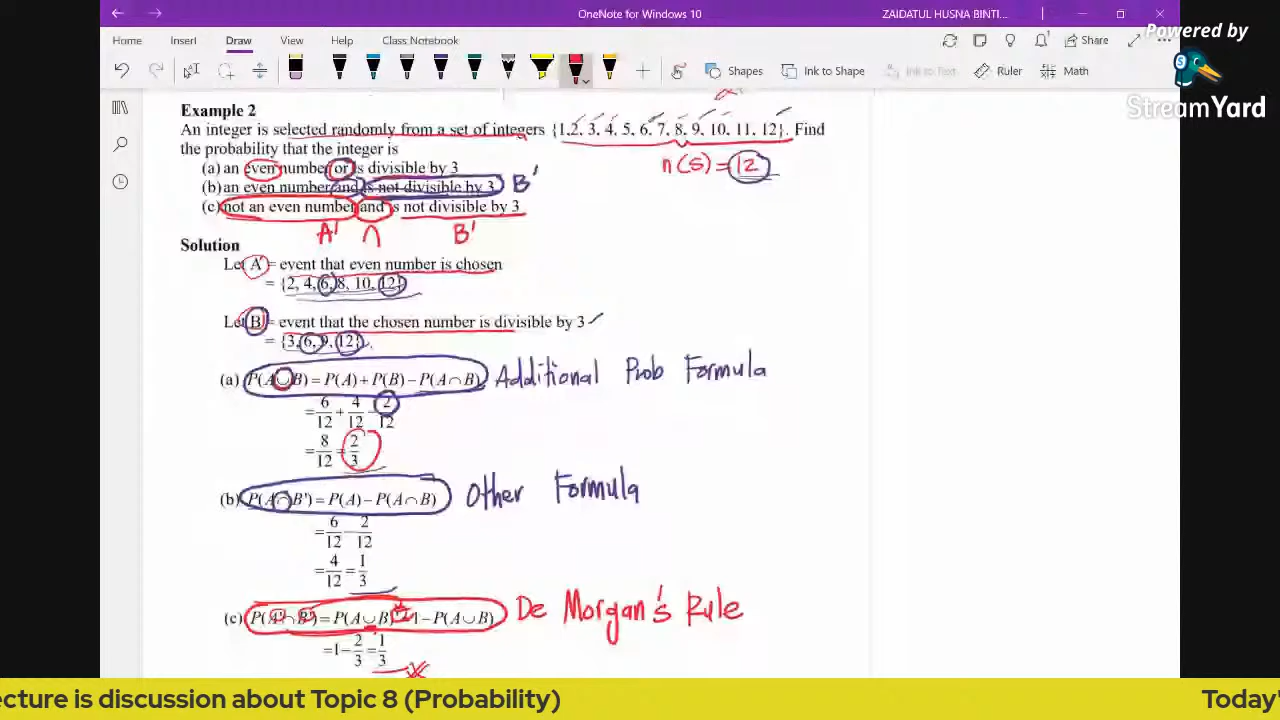 OneNote for Windows 10
ZAIDATUL HUSNA BINTI...
Powered by
StreamYard
Home Insert Draw View Help Class Notebook Share
Shapes Ink to Shape Ink to Text Ruler Math
Example 2
An integer is selected randomly from a set of integers {1,2, 3, 4, 5, 6, 7, 8, 9, 10, 11, 12}. Find
the probability that the integer is
n(S) = 12
(a) an even number or is divisible by 3
(b) an even number and is not divisible by 3 B'
(c) not an even number and is not divisible by 3
A' ∩ B'
Solution
Let A = event that even number is chosen
= {2, 4, 6, 8, 10, 12}
Let B = event that the chosen number is divisible by 3
= {3, 6, 9, 12}
(a) P(A∪B) = P(A) + P(B) − P(A∩B) Additional Prob Formula
= 6/12 + 4/12 − 2/12
= 8/12 = 2/3
(b) P(A∩B') = P(A) − P(A∩B) Other Formula
= 6/12 − 2/12
= 4/12 = 1/3
(c) P(A'∩B') = P(A∪B)' = 1 − P(A∪B) De Morgan's Rule
= 1 − 2/3 = 1/3
ecture is discussion about Topic 8 (Probability) Today'